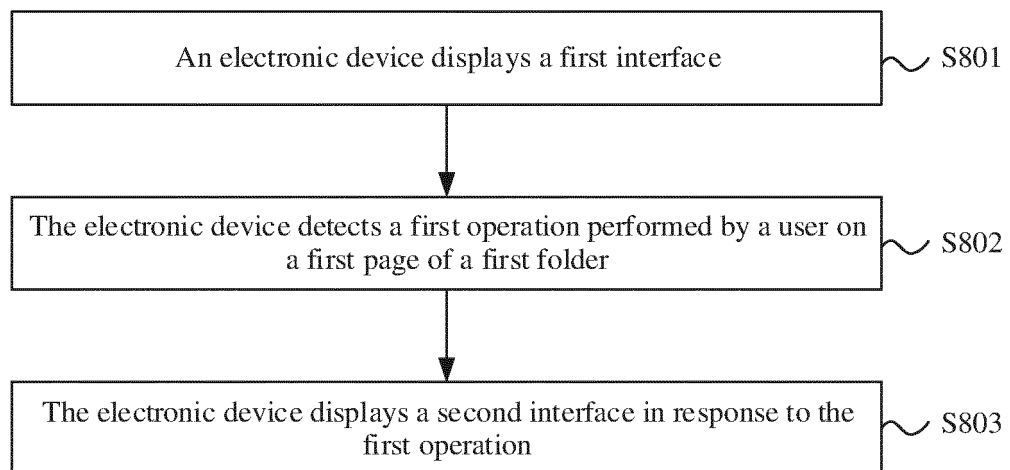 An electronic device displays a first interface
S801
The electronic device detects a first operation performed by a user on
a first page of a first folder
S802
The electronic device displays a second interface in response to the
first operation
S803